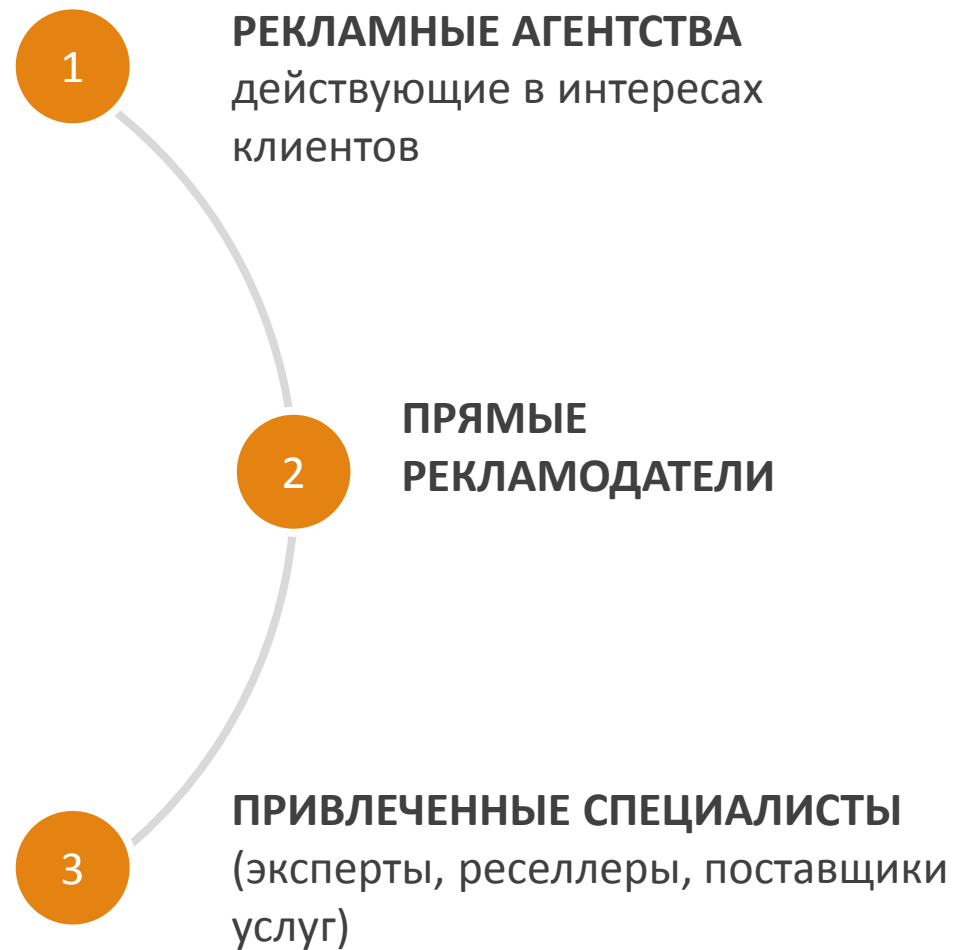 1
РЕКЛАМНЫЕ АГЕНТСТВА
действующие в интересах
клиентов
2
ПРЯМЫЕ
РЕКЛАМОДАТЕЛИ
3
ПРИВЛЕЧЕННЫЕ СПЕЦИАЛИСТЫ
(эксперты, реселлеры, поставщики
услуг)